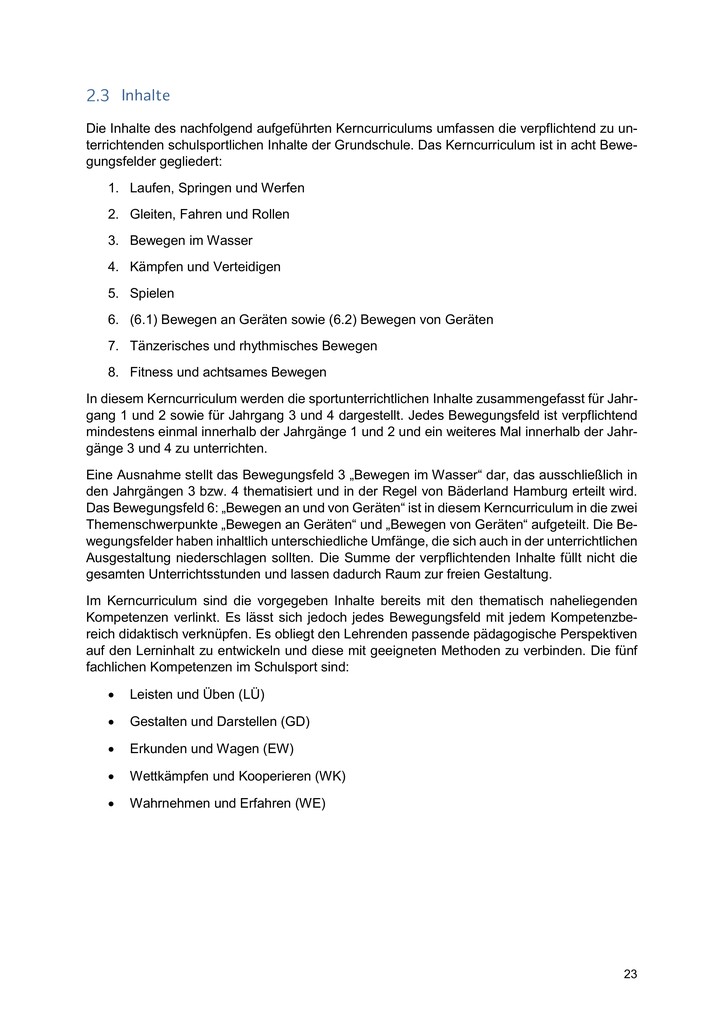 2.3 Inhalte
Die Inhalte des nachfolgend aufgeführten Kerncurriculums umfassen die verpflichtend zu un-
terrichtenden schulsportlichen Inhalte der Grundschule. Das Kerncurriculum ist in acht Bewe-
gungsfelder gegliedert:
1. Laufen, Springen und Werfen
2. Gleiten, Fahren und Rollen
3. Bewegen im Wasser
4. Kämpfen und Verteidigen
5. Spielen
6. (6.1) Bewegen an Geräten sowie (6.2) Bewegen von Geräten
7. Tänzerisches und rhythmisches Bewegen
8. Fitness und achtsames Bewegen
In diesem Kerncurriculum werden die sportunterrichtlichen Inhalte zusammengefasst für Jahr-
gang 1 und 2 sowie für Jahrgang 3 und 4 dargestellt. Jedes Bewegungsfeld ist verpflichtend
mindestens einmal innerhalb der Jahrgänge 1 und 2 und ein weiteres Mal innerhalb der Jahr-
gänge 3 und 4 zu unterrichten.
Eine Ausnahme stellt das Bewegungsfeld 3 „Bewegen im Wasser“ dar, das ausschließlich in
den Jahrgängen 3 bzw. 4 thematisiert und in der Regel von Bäderland Hamburg erteilt wird.
Das Bewegungsfeld 6: „Bewegen an und von Geräten“ ist in diesem Kerncurriculum in die zwei
Themenschwerpunkte „Bewegen an Geräten“ und „Bewegen von Geräten“ aufgeteilt. Die Be-
wegungsfelder haben inhaltlich unterschiedliche Umfänge, die sich auch in der unterrichtlichen
Ausgestaltung niederschlagen sollten. Die Summe der verpflichtenden Inhalte füllt nicht die
gesamten Unterrichtsstunden und lassen dadurch Raum zur freien Gestaltung.
Im Kerncurriculum sind die vorgegeben Inhalte bereits mit den thematisch naheliegenden
Kompetenzen verlinkt. Es lässt sich jedoch jedes Bewegungsfeld mit jedem Kompetenzbe-
reich didaktisch verknüpfen. Es obliegt den Lehrenden passende pädagogische Perspektiven
auf den Lerninhalt zu entwickeln und diese mit geeigneten Methoden zu verbinden. Die fünf
fachlichen Kompetenzen im Schulsport sind:
• Leisten und Üben (LÜ)
• Gestalten und Darstellen (GD)
• Erkunden und Wagen (EW)
• Wettkämpfen und Kooperieren (WK)
• Wahrnehmen und Erfahren (WE)
23